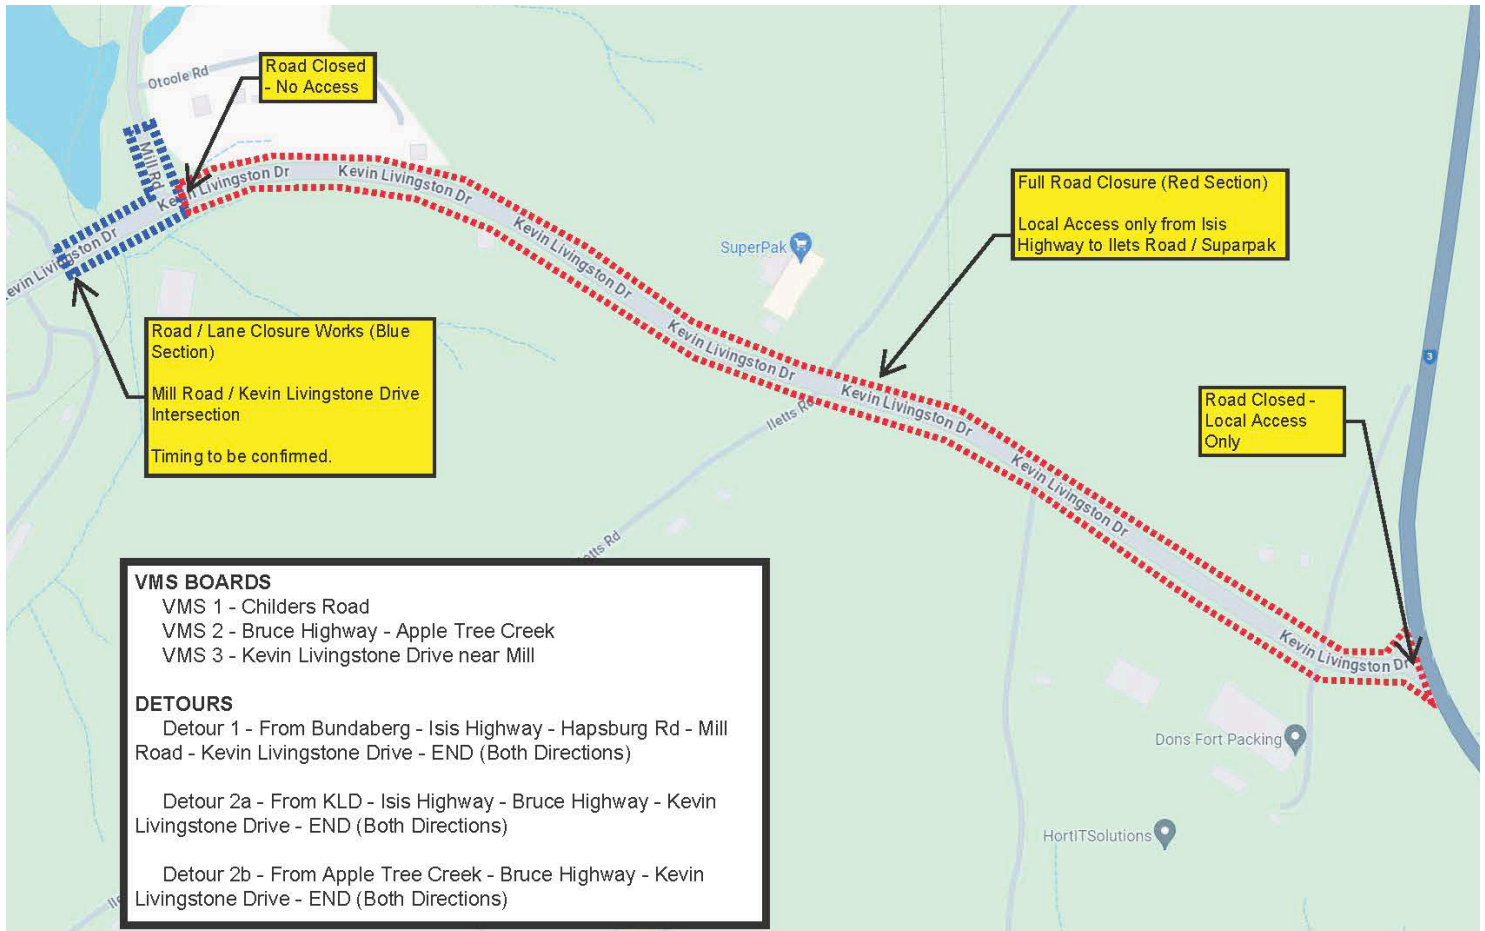 Otoole Rd
Road Closed
- No Access
Mill Rd
Kevin Livingston Dr
Kevin Livingston Dr
Kevin Livingston Dr
evin Livingston Dr
Full Road Closure (Red Section)
Local Access only from Isis
Highway to Ilets Road / Suparpak
SuperPak
Kevin Livingston Dr
Road / Lane Closure Works (Blue
Section)
Mill Road / Kevin Livingstone Drive
Intersection
Timing to be confirmed.
Kevin Livingston Dr
3
Kevin Livingston Dr
Iletts Rd
Road Closed -
Local Access
Only
Kevin Livingston Dr
etts Rd
VMS BOARDS
VMS 1 - Childers Road
VMS 2 - Bruce Highway - Apple Tree Creek
VMS 3 - Kevin Livingstone Drive near Mill
DETOURS
Detour 1 - From Bundaberg - Isis Highway - Hapsburg Rd - Mill
Road - Kevin Livingstone Drive - END (Both Directions)
Detour 2a - From KLD - Isis Highway - Bruce Highway - Kevin
Livingstone Drive - END (Both Directions)
Detour 2b - From Apple Tree Creek - Bruce Highway - Kevin
Livingstone Drive - END (Both Directions)
Kevin Livingston Dr
Dons Fort Packing
HortITSolutions